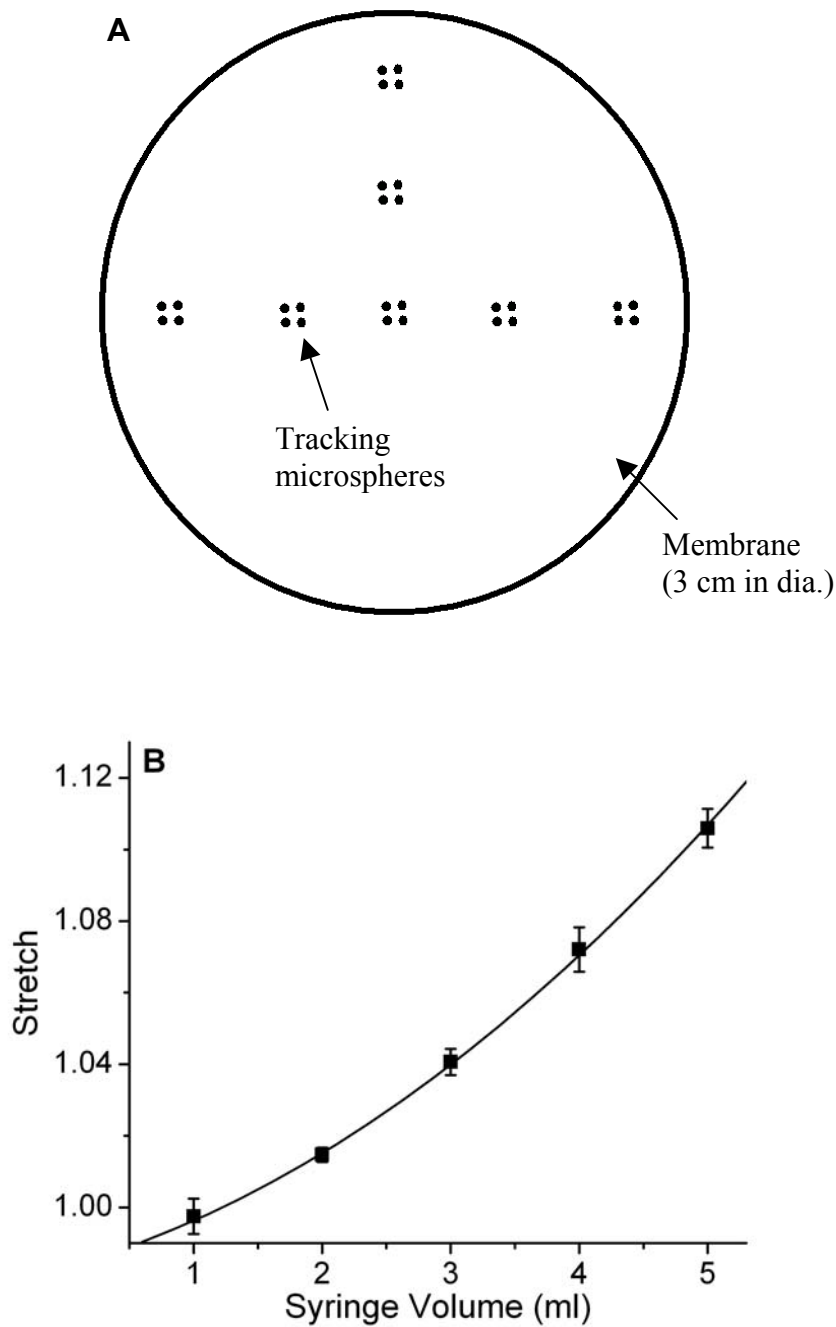 A
Tracking
microspheres
Membrane
(3 cm in dia.)
B
1.12
1.08
1.04
1.00
Stretch
1 2 3 4 5
Syringe Volume (ml)